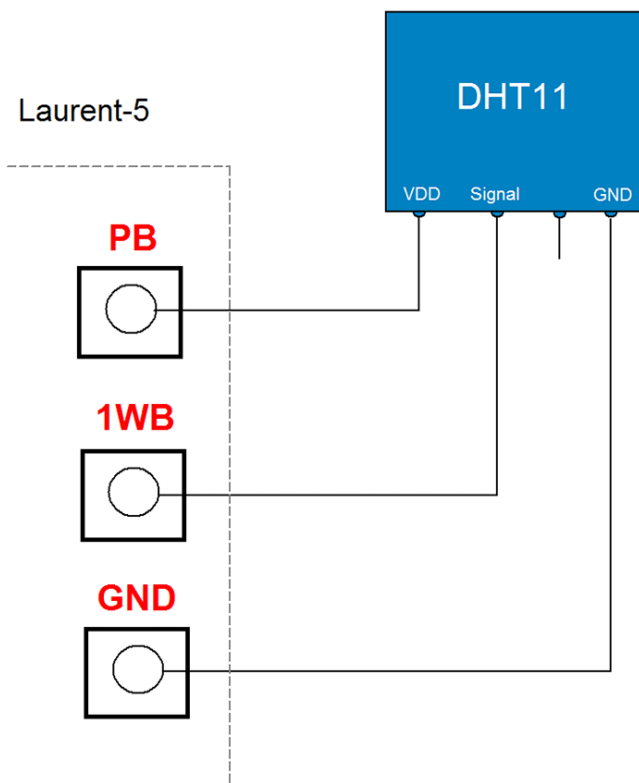 DHT11
Laurent-5
VDD Signal GND
PB
1WB
GND